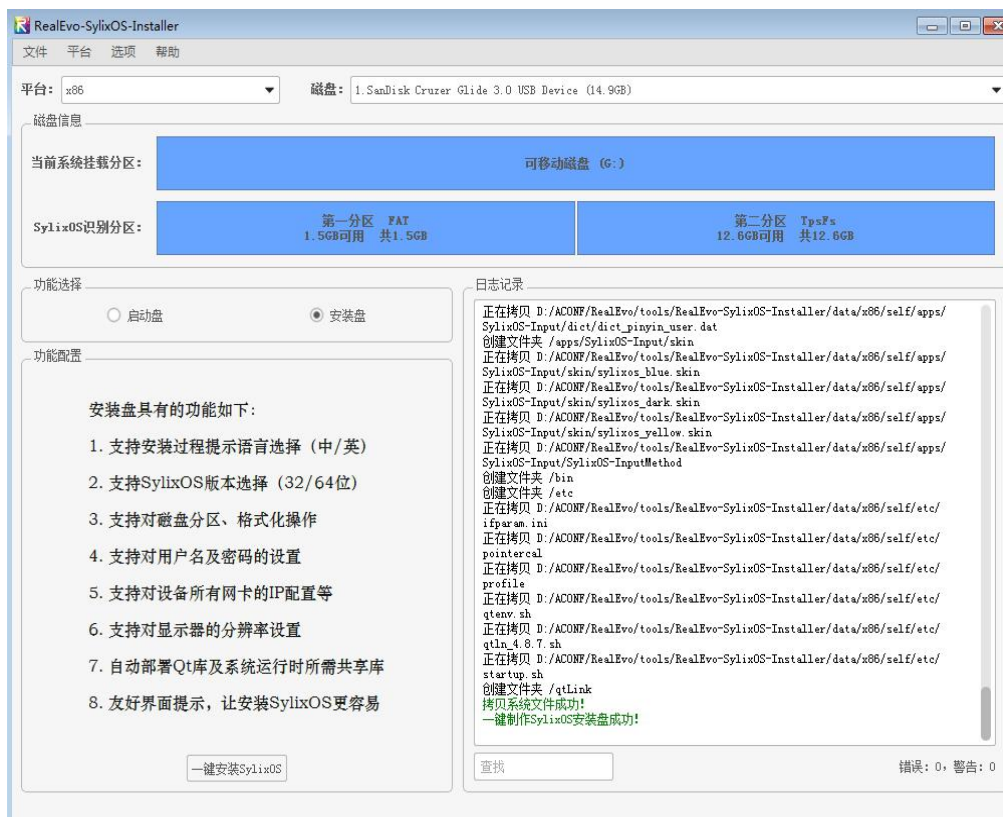 RealEvo-SylixOS-Installer
文件 平台 选项 帮助
平台： x86 磁盘： 1.SanDisk Cruzer Glide 3.0 USB Device (14.9GB)
磁盘信息
当前系统挂载分区： 可移动磁盘 (G:)
SylixOS识别分区：
第一分区 FAT
1.5GB可用 共1.5GB
第二分区 TpsFs
12.6GB可用 共12.6GB
功能选择
启动盘 安装盘
功能配置
安装盘具有的功能如下：
1. 支持安装过程提示语言选择（中/英）
2. 支持SylixOS版本选择（32/64位）
3. 支持对磁盘分区、格式化操作
4. 支持对用户名及密码的设置
5. 支持对设备所有网卡的IP配置等
6. 支持对显示器的分辨率设置
7. 自动部署Qt库及系统运行时所需共享库
8. 友好界面提示，让安装SylixOS更容易
一键安装SylixOS
日志记录
正在拷贝 D:/ACONF/RealEvo/tools/RealEvo-SylixOS-Installer/data/x86/self/apps/
SylixOS-Input/dict/dict_pinyin_user.dat
创建文件夹 /apps/SylixOS-Input/skin
正在拷贝 D:/ACONF/RealEvo/tools/RealEvo-SylixOS-Installer/data/x86/self/apps/
SylixOS-Input/skin/sylixos_blue.skin
正在拷贝 D:/ACONF/RealEvo/tools/RealEvo-SylixOS-Installer/data/x86/self/apps/
SylixOS-Input/skin/sylixos_dark.skin
正在拷贝 D:/ACONF/RealEvo/tools/RealEvo-SylixOS-Installer/data/x86/self/apps/
SylixOS-Input/skin/sylixos_yellow.skin
正在拷贝 D:/ACONF/RealEvo/tools/RealEvo-SylixOS-Installer/data/x86/self/apps/
SylixOS-Input/SylixOS-InputMethod
创建文件夹 /bin
创建文件夹 /etc
正在拷贝 D:/ACONF/RealEvo/tools/RealEvo-SylixOS-Installer/data/x86/self/etc/
ifparam.ini
正在拷贝 D:/ACONF/RealEvo/tools/RealEvo-SylixOS-Installer/data/x86/self/etc/
pointercal
正在拷贝 D:/ACONF/RealEvo/tools/RealEvo-SylixOS-Installer/data/x86/self/etc/
profile
正在拷贝 D:/ACONF/RealEvo/tools/RealEvo-SylixOS-Installer/data/x86/self/etc/
qtenv.sh
正在拷贝 D:/ACONF/RealEvo/tools/RealEvo-SylixOS-Installer/data/x86/self/etc/
qtln_4.8.7.sh
正在拷贝 D:/ACONF/RealEvo/tools/RealEvo-SylixOS-Installer/data/x86/self/etc/
startup.sh
创建文件夹 /qtLink
拷贝系统文件成功!
一键制作SylixOS安装盘成功!
查找
错误: 0, 警告: 0